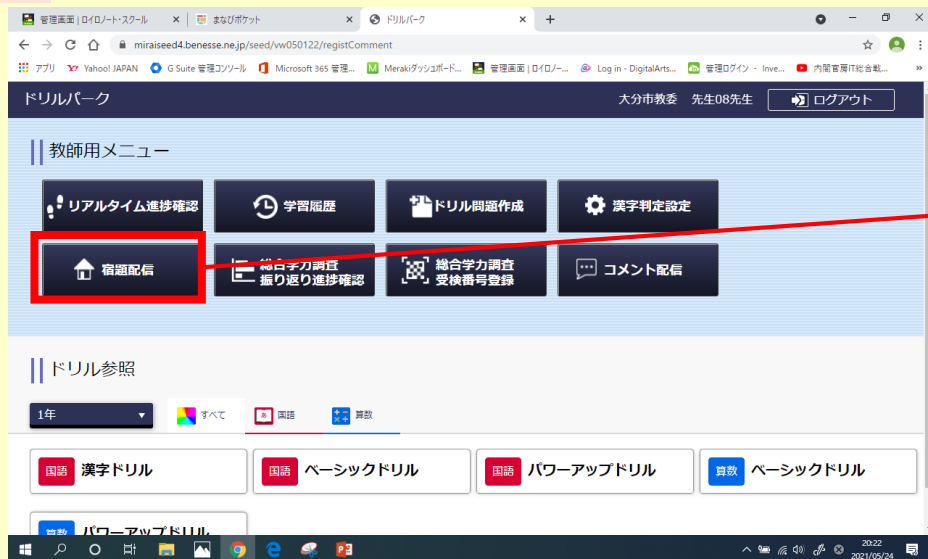 管理画面 | ロイロノート・スクール
まなびポケット
ドリルパーク
miraiseed4.benesse.ne.jp/seed/vw050122/registComment
アプリ
Yahoo! JAPAN
G Suite 管理コンソール
Microsoft 365 管理...
Merakiダッシュボード...
管理画面 | ロイロノ-...
Log in - DigitalArts...
管理ログイン - Inve...
内閣官房IT総合戦...
»
ドリルパーク
大分市教委 先生08先生
ログアウト
教師用メニュー
リアルタイム進捗確認
学習履歴
ドリル問題作成
漢字判定設定
宿題配信
総合学力調査
振り返り進捗確認
総合学力調査
受検番号登録
コメント配信
ドリル参照
1年
すべて
国語
算数
国語 漢字ドリル
国語 ベーシックドリル
国語 パワーアップドリル
算数 ベーシックドリル
算数 パワーアップドリル
20:22
2021/05/24